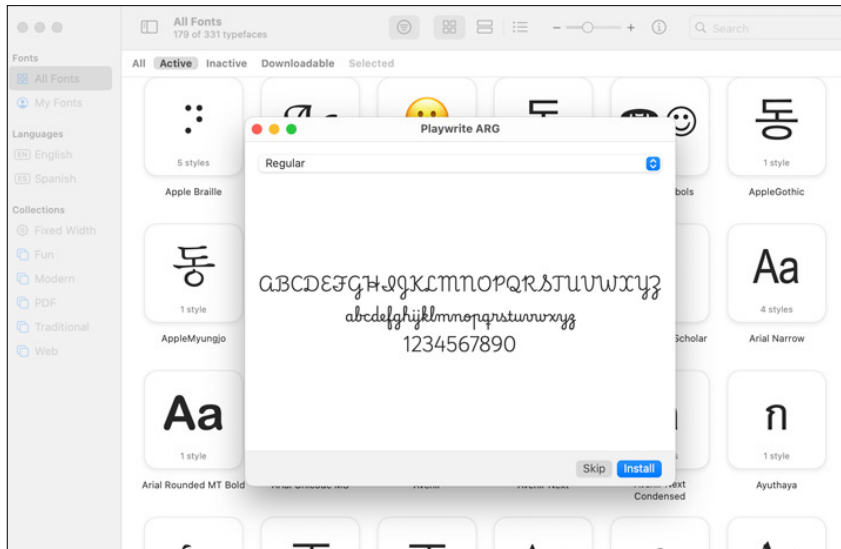 All Fonts
179 of 331 typefaces
Search
Fonts
All Fonts
My Fonts
Languages
EN English
ES Spanish
Collections
Fixed Width
Fun
Modern
PDF
Traditional
Web
All Active Inactive Downloadable Selected
5 styles
Apple Braille
동
1 style
AppleGothic
Playwrite ARG
Regular
ABCDEFGHIJKLMNOPQRSTUVWXYZ
abcdefghijklmnopqrstuvwxyz
1234567890
Skip Install
동
1 style
AppleMyungjo
Aa
4 styles
Arial Narrow
Aa
1 style
Arial Rounded MT Bold
Condensed
ก
1 style
Ayuthaya